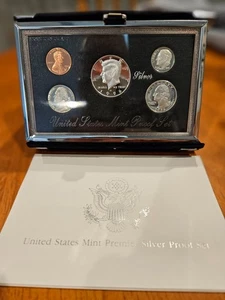 Silver
United States Mint Proof Set
United States Mint Premier Silver Proof Set